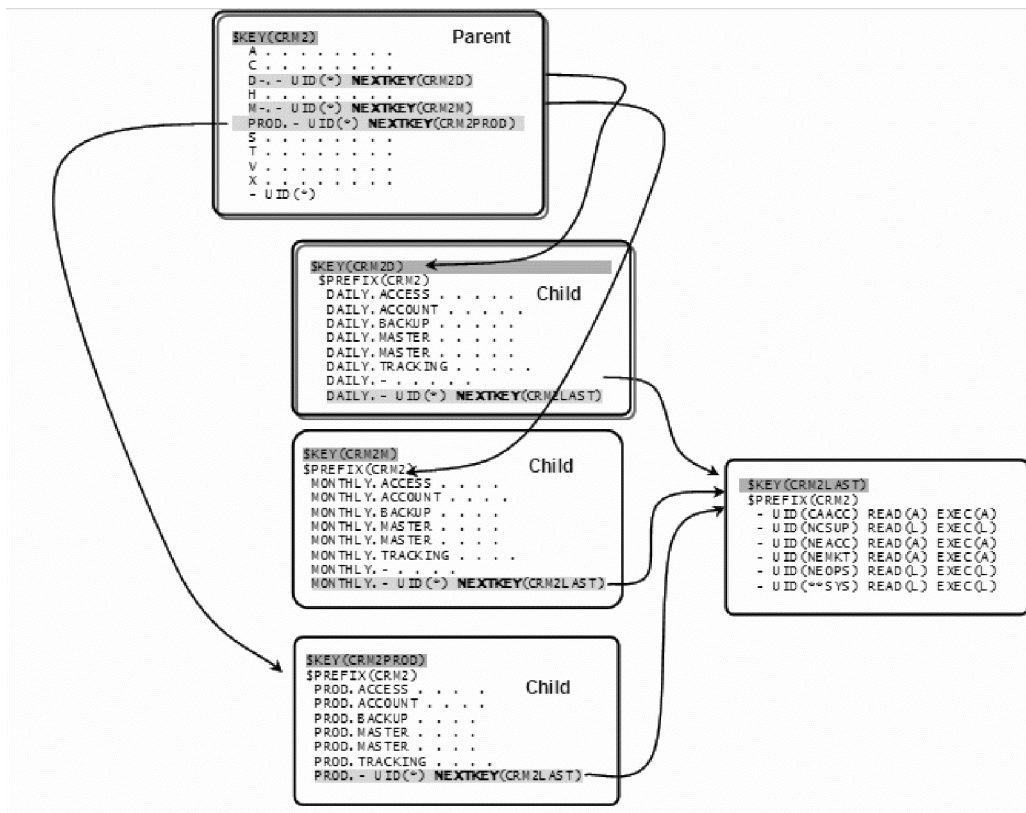 $KEY(CRM2) Parent
A . . . . . . . .
C . . . . . . . .
D-.- UID(*) NEXTKEY(CRM2D)
H . . . . . . . .
M-.- UID(*) NEXTKEY(CRM2M)
PROD.- UID(*) NEXTKEY(CRM2PROD)
S . . . . . . . .
T . . . . . . . .
V . . . . . . . .
X . . . . . . . .
- UID(*)
$KEY(CRM2D)
$PREFIX(CRM2)
DAILY.ACCESS . . . . . Child
DAILY.ACCOUNT . . . . .
DAILY.BACKUP . . . . .
DAILY.MASTER . . . . .
DAILY.MASTER . . . . .
DAILY.TRACKING . . . . .
DAILY.- . . . . .
DAILY.- UID(*) NEXTKEY(CRM2LAST)
$KEY(CRM2M)
$PREFIX(CRM2) Child
MONTHLY.ACCESS . . . .
MONTHLY.ACCOUNT . . . .
MONTHLY.BACKUP . . . .
MONTHLY.MASTER . . . .
MONTHLY.MASTER . . . .
MONTHLY.TRACKING . . . .
MONTHLY.- . . . .
MONTHLY.- UID(*) NEXTKEY(CRM2LAST)
$KEY(CRM2LAST)
$PREFIX(CRM2)
- UID(CAACC) READ(A) EXEC(A)
- UID(NCSUP) READ(L) EXEC(L)
- UID(NEACC) READ(A) EXEC(A)
- UID(NEMKT) READ(A) EXEC(A)
- UID(NEOPS) READ(L) EXEC(L)
- UID(**SYS) READ(L) EXEC(L)
$KEY(CRM2PROD)
$PREFIX(CRM2)
PROD.ACCESS . . . . Child
PROD.ACCOUNT . . . .
PROD.BACKUP . . . .
PROD.MASTER . . . .
PROD.MASTER . . . .
PROD.TRACKING . . . .
PROD.- UID(*) NEXTKEY(CRM2LAST)